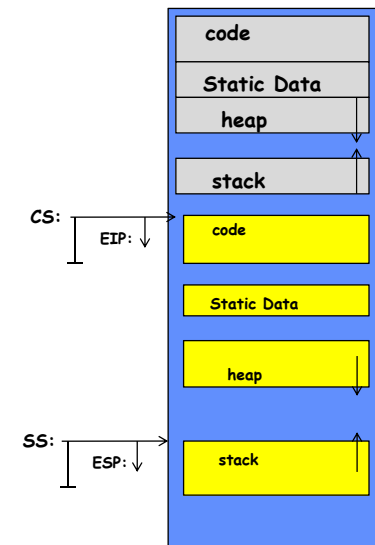 code
Static Data
heap
stack
CS:
EIP:
code
Static Data
heap
SS:
ESP:
stack